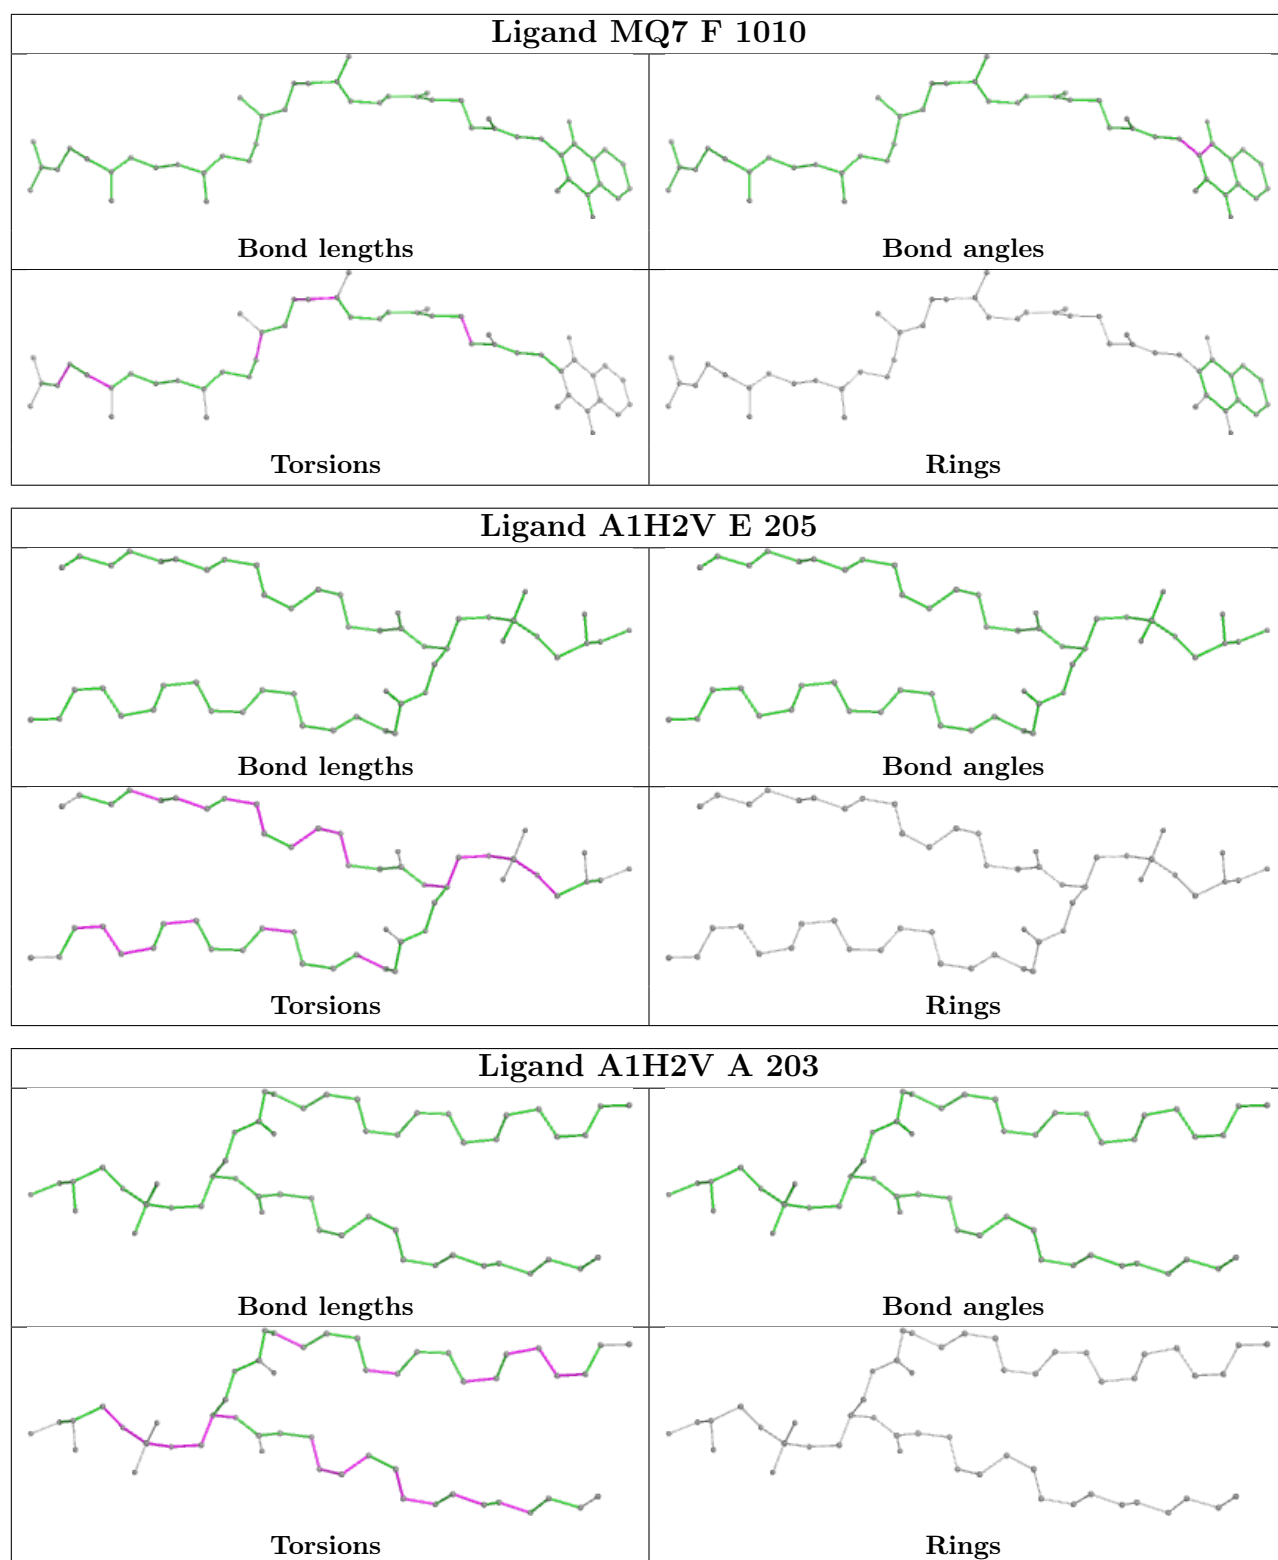 Ligand MQ7 F 1010
Bond lengths
Bond angles
Torsions
Rings
Ligand A1H2V E 205
Bond lengths
Bond angles
Torsions
Rings
Ligand A1H2V A 203
Bond lengths
Bond angles
Torsions
Rings